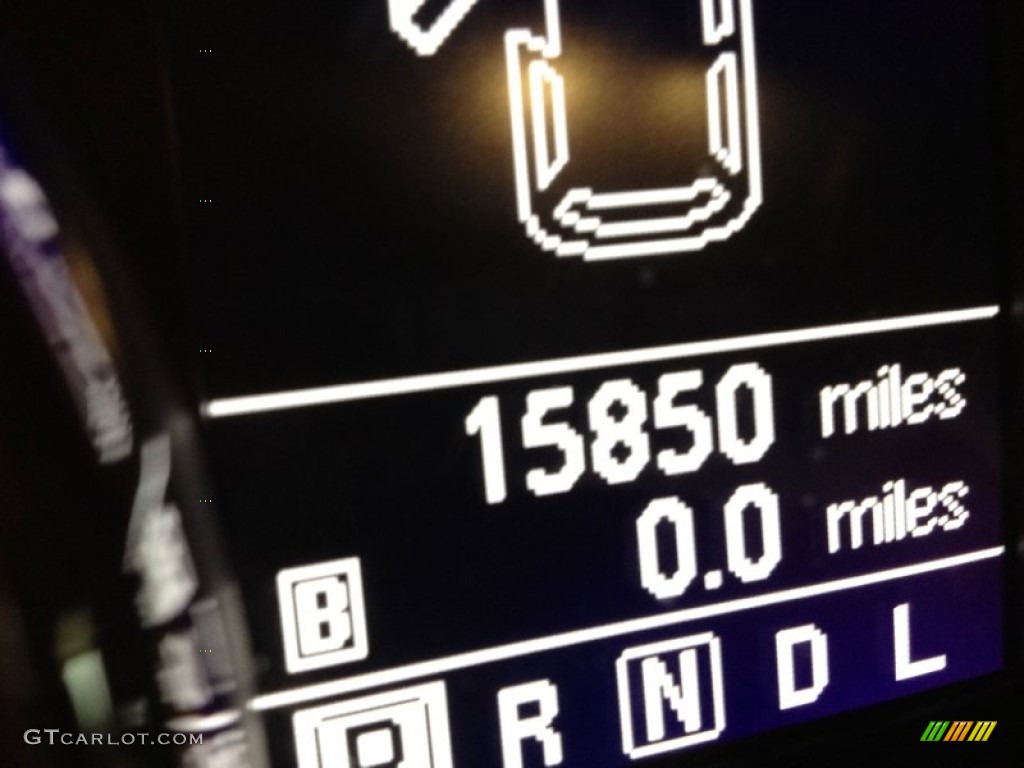 15850 miles
0.0 miles
B
P R N D L
GTCARLOT.COM